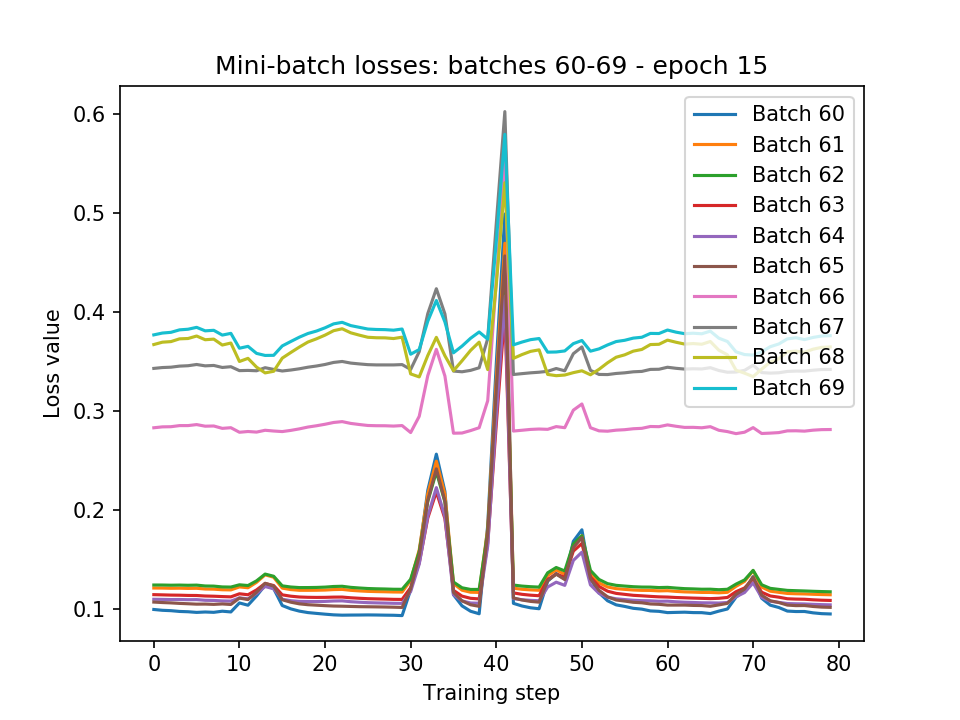 Mini-batch losses: batches 60-69 - epoch 15
0.6
0.5
0.4
0.3
0.2
0.1
Loss value
0 10 20 30 40 50 60 70 80
Training step
Batch 60
Batch 61
Batch 62
Batch 63
Batch 64
Batch 65
Batch 66
Batch 67
Batch 68
Batch 69